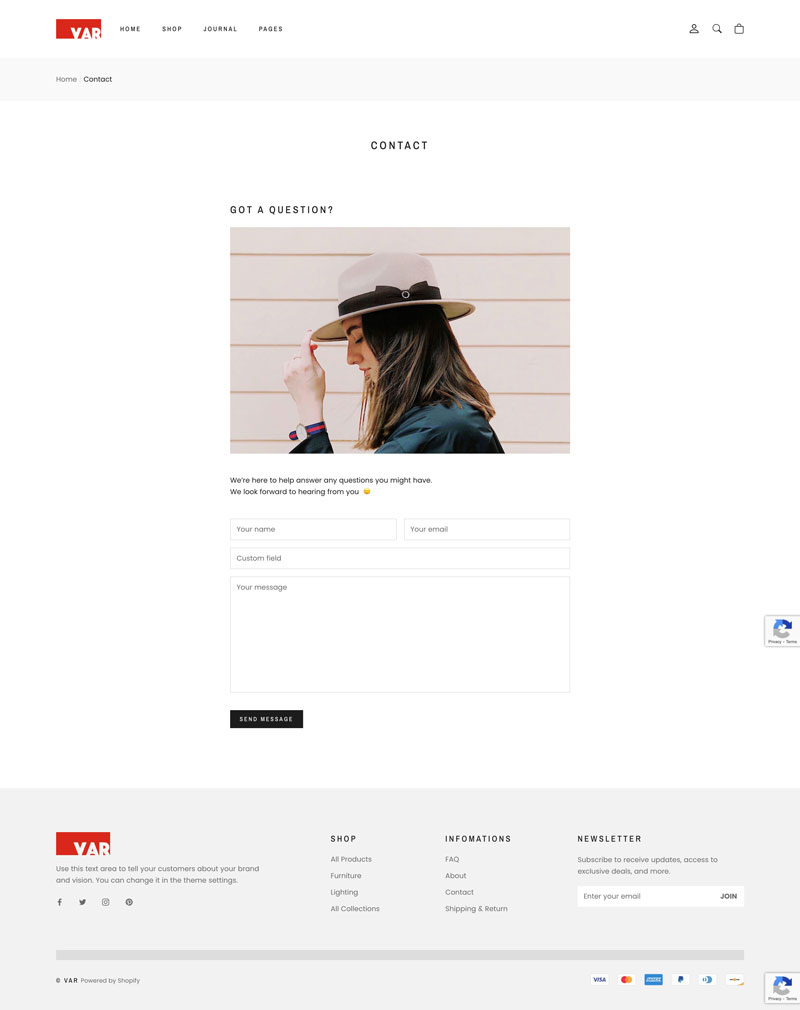 VAR HOME SHOP JOURNAL PAGES
Home / Contact
CONTACT
GOT A QUESTION?
We're here to help answer any questions you might have.
We look forward to hearing from you 😊
Your name Your email
Custom field
Your message
Privacy - Terms
SEND MESSAGE
VAR
Use this text area to tell your customers about your brand
and vision. You can change it in the theme settings.
SHOP
All Products
Furniture
Lighting
All Collections
INFOMATIONS
FAQ
About
Contact
Shipping & Return
NEWSLETTER
Subscribe to receive updates, access to
exclusive deals, and more.
Enter your email JOIN
© VAR Powered by Shopify
VISA
Privacy - Terms